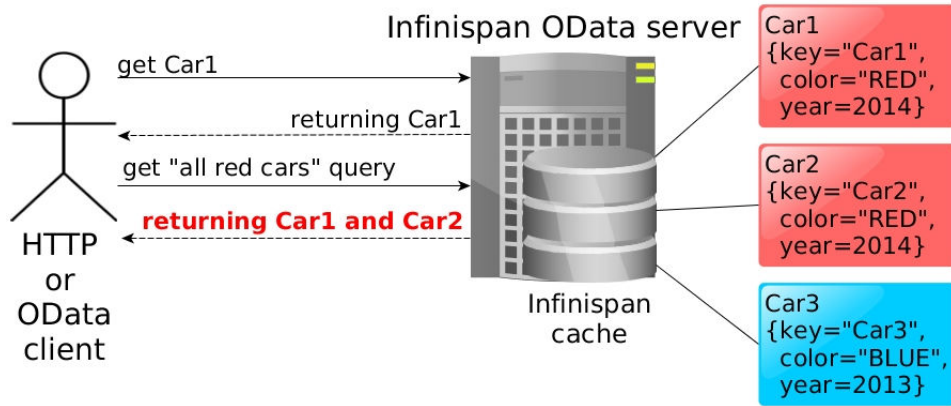 Infinispan OData server
get Car1
returning Car1
get "all red cars" query
returning Car1 and Car2
HTTP
or
OData
client
Infinispan
cache
Car1
{key="Car1",
color="RED",
year=2014}
Car2
{key="Car2",
color="RED",
year=2014}
Car3
{key="Car3",
color="BLUE",
year=2013}